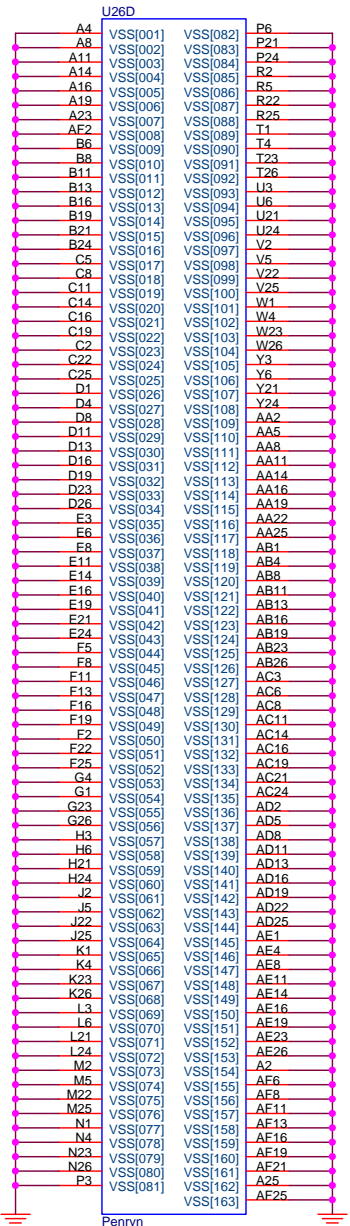 U26D
A4 VSS[001] VSS[082] P6
A8 VSS[002] VSS[083] P21
A11 VSS[003] VSS[084] P24
A14 VSS[004] VSS[085] R2
A16 VSS[005] VSS[086] R5
A19 VSS[006] VSS[087] R22
A23 VSS[007] VSS[088] R25
AF2 VSS[008] VSS[089] T1
B6 VSS[009] VSS[090] T4
B8 VSS[010] VSS[091] T23
B11 VSS[011] VSS[092] T26
B13 VSS[012] VSS[093] U3
B16 VSS[013] VSS[094] U6
B19 VSS[014] VSS[095] U21
B21 VSS[015] VSS[096] U24
B24 VSS[016] VSS[097] V2
C5 VSS[017] VSS[098] V5
C8 VSS[018] VSS[099] V22
C11 VSS[019] VSS[100] V25
C14 VSS[020] VSS[101] W1
C16 VSS[021] VSS[102] W4
C19 VSS[022] VSS[103] W23
C2 VSS[023] VSS[104] W26
C22 VSS[024] VSS[105] Y3
C25 VSS[025] VSS[106] Y6
D1 VSS[026] VSS[107] Y21
D4 VSS[027] VSS[108] Y24
D8 VSS[028] VSS[109] AA2
D11 VSS[029] VSS[110] AA5
D13 VSS[030] VSS[111] AA8
D16 VSS[031] VSS[112] AA11
D19 VSS[032] VSS[113] AA14
D23 VSS[033] VSS[114] AA16
D26 VSS[034] VSS[115] AA19
E3 VSS[035] VSS[116] AA22
E6 VSS[036] VSS[117] AA25
E8 VSS[037] VSS[118] AB1
E11 VSS[038] VSS[119] AB4
E14 VSS[039] VSS[120] AB8
E16 VSS[040] VSS[121] AB11
E19 VSS[041] VSS[122] AB13
E21 VSS[042] VSS[123] AB16
E24 VSS[043] VSS[124] AB19
F5 VSS[044] VSS[125] AB23
F8 VSS[045] VSS[126] AB26
F11 VSS[046] VSS[127] AC3
F13 VSS[047] VSS[128] AC6
F16 VSS[048] VSS[129] AC8
F19 VSS[049] VSS[130] AC11
F2 VSS[050] VSS[131] AC14
F22 VSS[051] VSS[132] AC16
F25 VSS[052] VSS[133] AC19
G4 VSS[053] VSS[134] AC21
G1 VSS[054] VSS[135] AC24
G23 VSS[055] VSS[136] AD2
G26 VSS[056] VSS[137] AD5
H3 VSS[057] VSS[138] AD8
H6 VSS[058] VSS[139] AD11
H21 VSS[059] VSS[140] AD13
H24 VSS[060] VSS[141] AD16
J2 VSS[061] VSS[142] AD19
J5 VSS[062] VSS[143] AD22
J22 VSS[063] VSS[144] AD25
J25 VSS[064] VSS[145] AE1
K1 VSS[065] VSS[146] AE4
K4 VSS[066] VSS[147] AE8
K23 VSS[067] VSS[148] AE11
K26 VSS[068] VSS[149] AE14
L3 VSS[069] VSS[150] AE16
L6 VSS[070] VSS[151] AE19
L21 VSS[071] VSS[152] AE23
L24 VSS[072] VSS[153] AE26
M2 VSS[073] VSS[154] A2
M5 VSS[074] VSS[155] AF6
M22 VSS[075] VSS[156] AF8
M25 VSS[076] VSS[157] AF11
N1 VSS[077] VSS[158] AF13
N4 VSS[078] VSS[159] AF16
N23 VSS[079] VSS[160] AF19
N26 VSS[080] VSS[161] AF21
P3 VSS[081] VSS[162] A25
VSS[163] AF25
Penryn